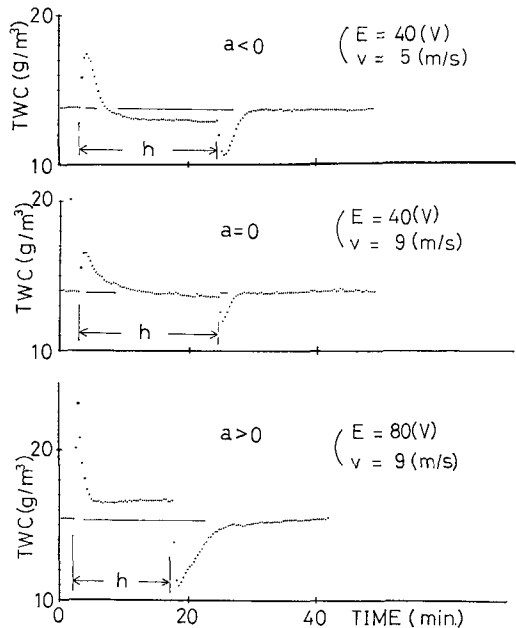 20
TWC (g/m³)
a<0
E = 40 (V)
v = 5 (m/s)
h
10
20
TWC (g/m³)
a=0
E = 40 (V)
v = 9 (m/s)
h
10
20
TWC (g/m³)
a>0
E = 80 (V)
v = 9 (m/s)
h
10
0 20 40 TIME (min.)